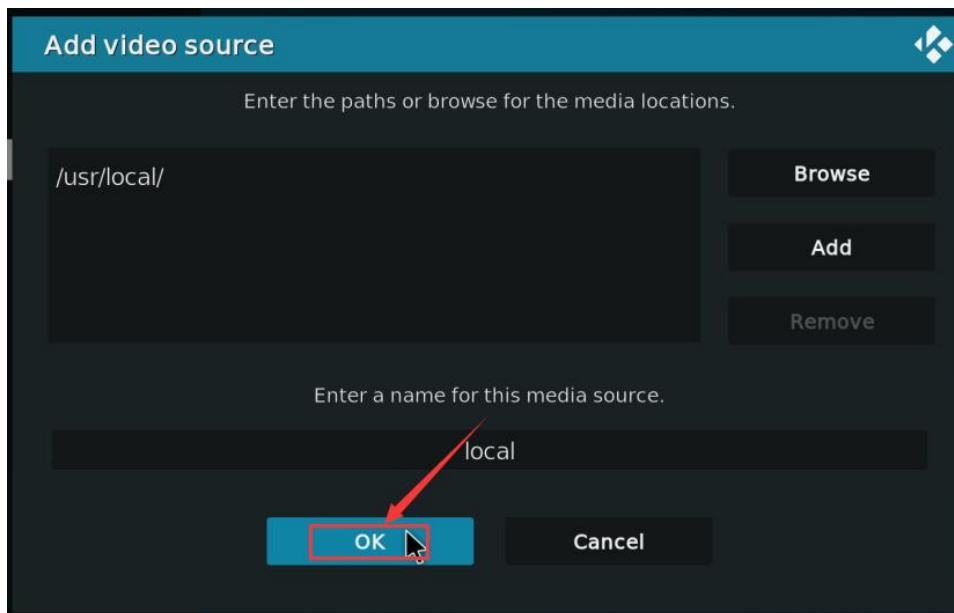 Add video source
Enter the paths or browse for the media locations.
/usr/local/
Browse
Add
Remove
Enter a name for this media source.
local
OK
Cancel